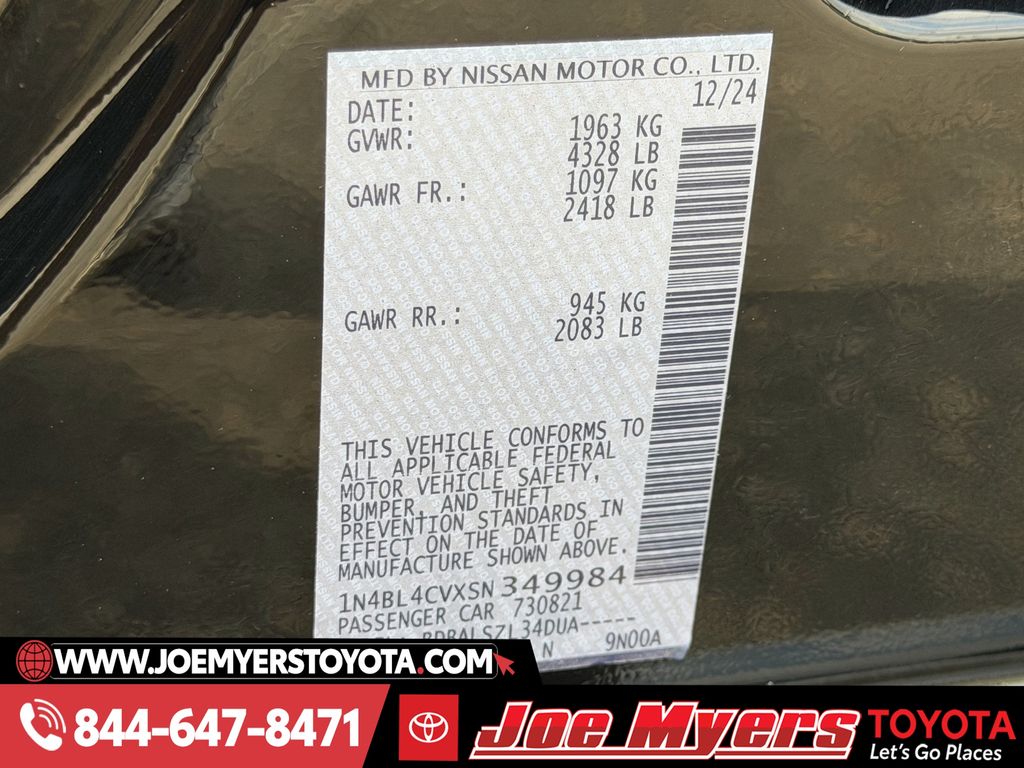 MFD BY NISSAN MOTOR CO., LTD.
DATE: 12/24
GVWR: 1963 KG
4328 LB
GAWR FR.: 1097 KG
2418 LB
GAWR RR.: 945 KG
2083 LB
THIS VEHICLE CONFORMS TO
ALL APPLICABLE FEDERAL
MOTOR VEHICLE SAFETY,
BUMPER, AND THEFT
PREVENTION STANDARDS IN
EFFECT ON THE DATE OF
MANUFACTURE SHOWN ABOVE.
1N4BL4CVXSN349984
PASSENGER CAR 730821
BDBALSZL34DUA-----
N 9N00A
WWW.JOEMYERSTOYOTA.COM
844-647-8471
Joe Myers TOYOTA
Let's Go Places